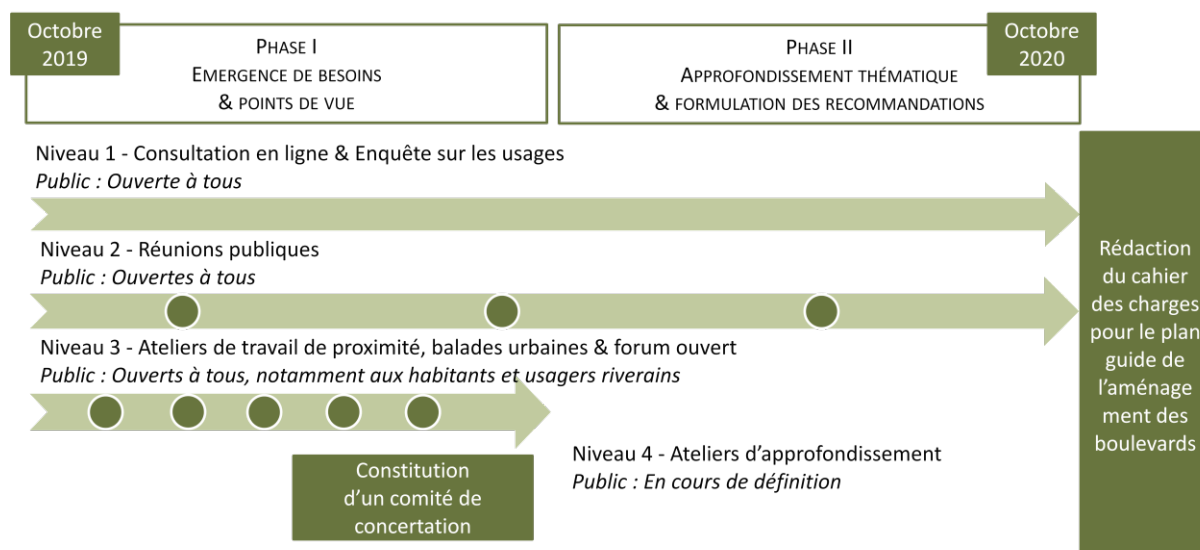 Octobre
2019
PHASE I
EMERGENCE DE BESOINS
& POINTS DE VUE
PHASE II
APPROFONDISSEMENT THÉMATIQUE
& FORMULATION DES RECOMMANDATIONS
Octobre
2020
Niveau 1 - Consultation en ligne & Enquête sur les usages
Public : Ouverte à tous
Niveau 2 - Réunions publiques
Public : Ouvertes à tous
Niveau 3 - Ateliers de travail de proximité, balades urbaines & forum ouvert
Public : Ouverts à tous, notamment aux habitants et usagers riverains
Constitution
d'un comité de
concertation
Niveau 4 - Ateliers d'approfondissement
Public : En cours de définition
Rédaction
du cahier
des charges
pour le plan
guide de
l'aménage
ment des
boulevards